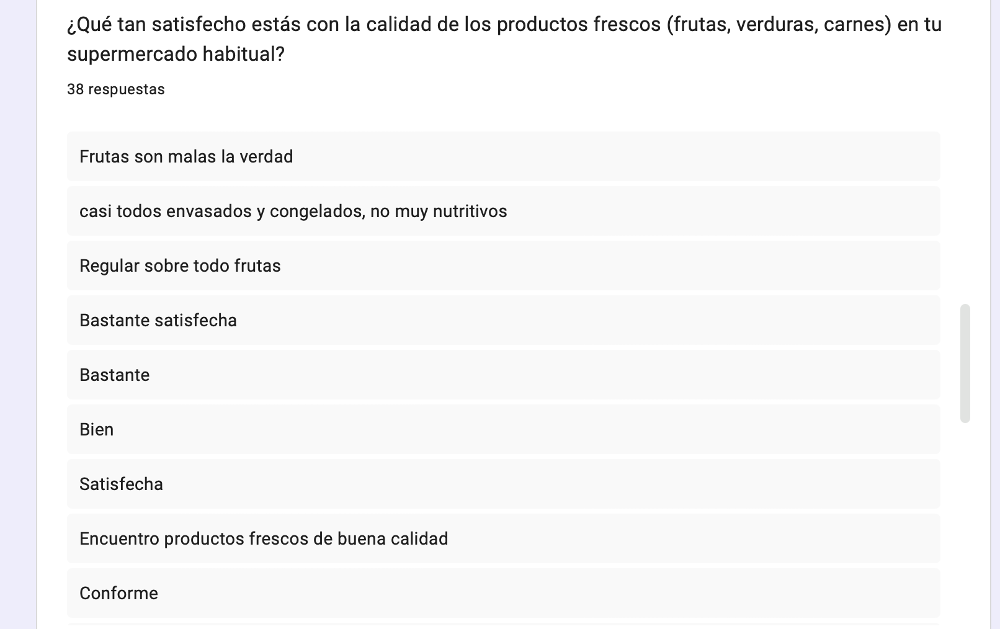 ¿Qué tan satisfecho estás con la calidad de los productos frescos (frutas, verduras, carnes) en tu
supermercado habitual?
38 respuestas
Frutas son malas la verdad
casi todos envasados y congelados, no muy nutritivos
Regular sobre todo frutas
Bastante satisfecha
Bastante
Bien
Satisfecha
Encuentro productos frescos de buena calidad
Conforme